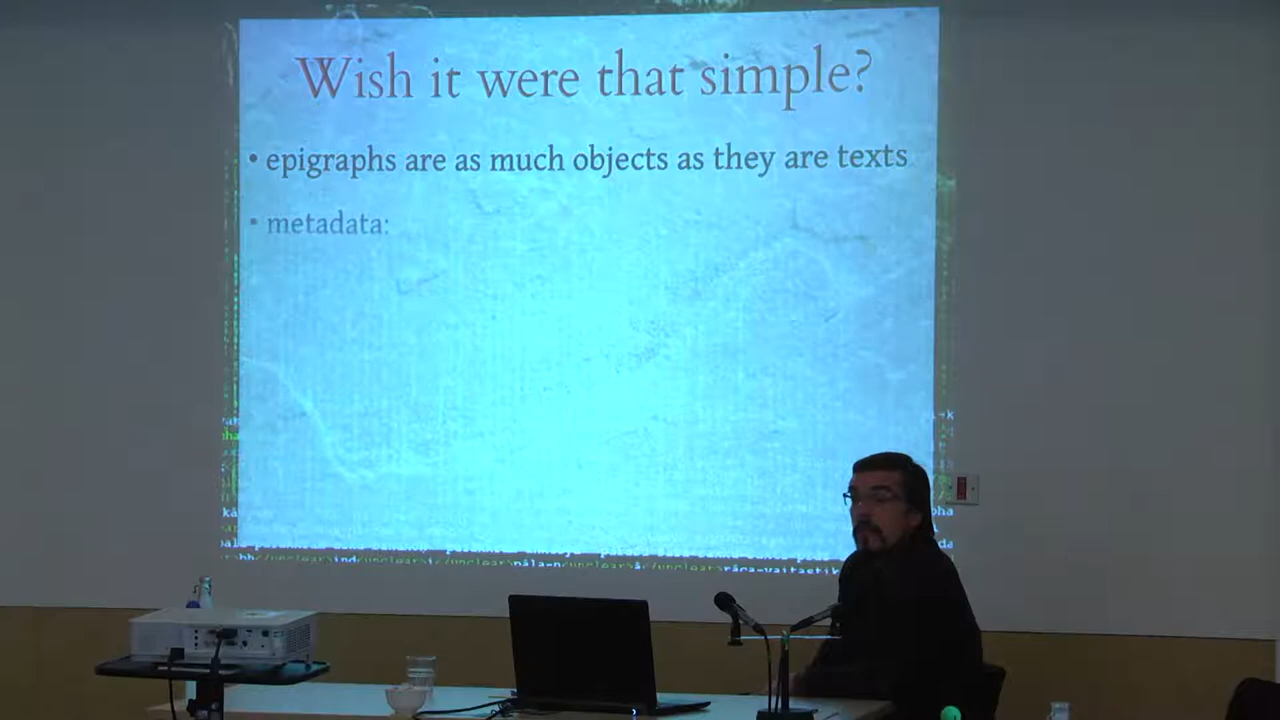 Wish it were that simple?
• epigraphs are as much objects as they are texts
• metadata: